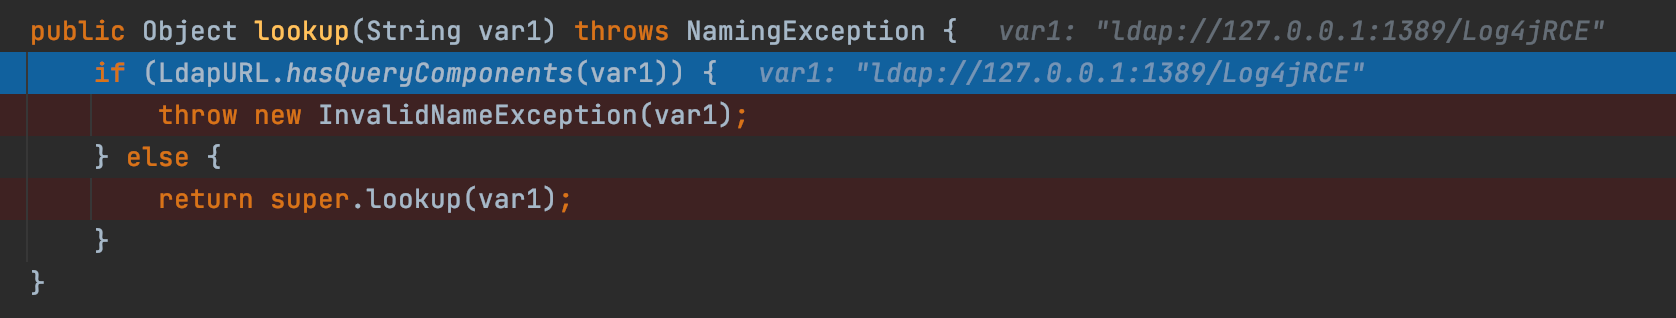 public Object lookup(String var1) throws NamingException {   var1: "ldap://127.0.0.1:1389/Log4jRCE"
    if (LdapURL.hasQueryComponents(var1)) {   var1: "ldap://127.0.0.1:1389/Log4jRCE"
        throw new InvalidNameException(var1);
    } else {
        return super.lookup(var1);
    }
}